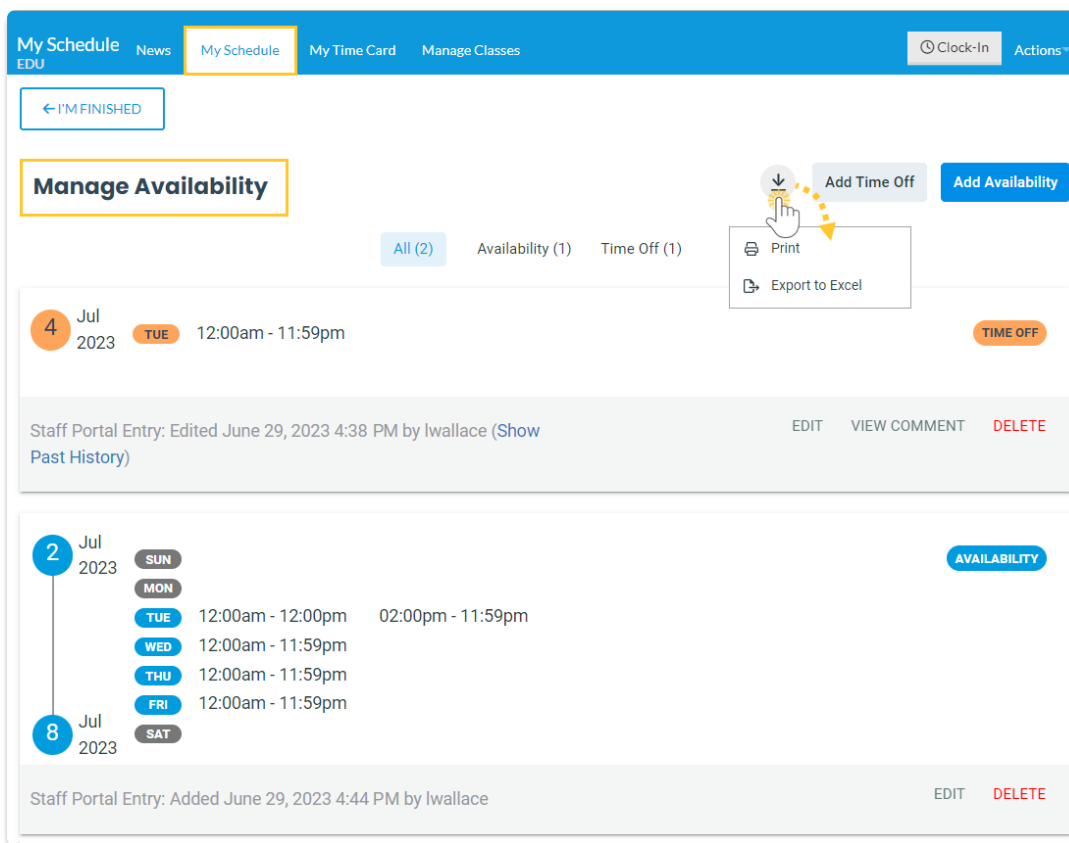 My Schedule
EDU
News
My Schedule
My Time Card
Manage Classes
Clock-In
Actions
I'M FINISHED
Manage Availability
Add Time Off
Add Availability
All (2)
Availability (1)
Time Off (1)
Print
Export to Excel
4
Jul
2023
TUE
12:00am - 11:59pm
TIME OFF
Staff Portal Entry: Edited June 29, 2023 4:38 PM by lwallace (Show
Past History)
EDIT
VIEW COMMENT
DELETE
2
Jul
2023
AVAILABILITY
SUN
MON
TUE 12:00am - 12:00pm 02:00pm - 11:59pm
WED 12:00am - 11:59pm
THU 12:00am - 11:59pm
FRI 12:00am - 11:59pm
SAT
8
Jul
2023
Staff Portal Entry: Added June 29, 2023 4:44 PM by lwallace
EDIT
DELETE